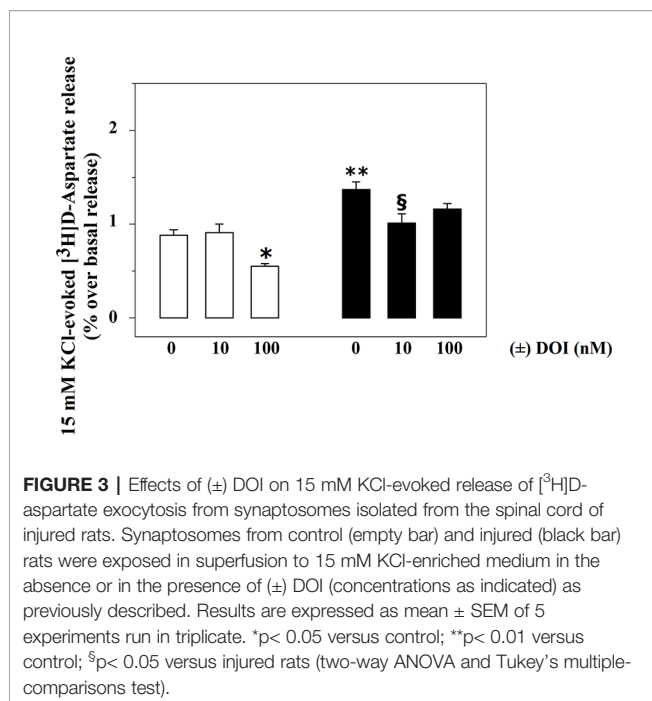 15 mM KCl-evoked [³H]D-Aspartate release
(% over basal release)
2
1
0
**
§
*
0 10 100 0 10 100 (±) DOI (nM)
FIGURE 3 | Effects of (±) DOI on 15 mM KCl-evoked release of [³H]D-
aspartate exocytosis from synaptosomes isolated from the spinal cord of
injured rats. Synaptosomes from control (empty bar) and injured (black bar)
rats were exposed in superfusion to 15 mM KCl-enriched medium in the
absence or in the presence of (±) DOI (concentrations as indicated) as
previously described. Results are expressed as mean ± SEM of 5
experiments run in triplicate. *p< 0.05 versus control; **p< 0.01 versus
control; §p< 0.05 versus injured rats (two-way ANOVA and Tukey’s multiple-
comparisons test).